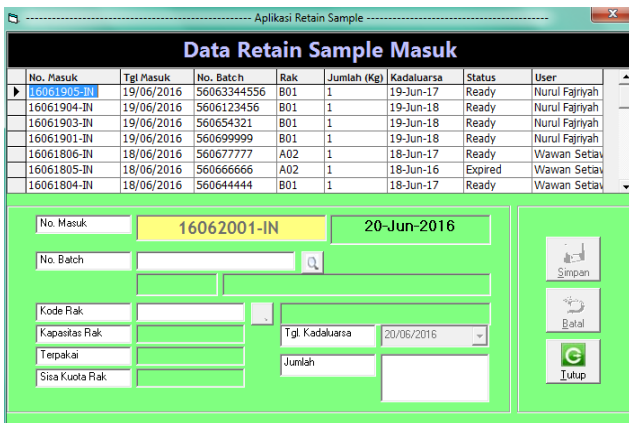 Aplikasi Retain Sample
Data Retain Sample Masuk
No. Masuk Tgl Masuk No. Batch Rak Jumlah (Kg) Kadaluarsa Status User
16061905-IN 19/06/2016 56063344556 B01 1 19-Jun-17 Ready Nurul Fajriyah
16061904-IN 19/06/2016 5606123456 B01 1 19-Jun-18 Ready Nurul Fajriyah
16061903-IN 19/06/2016 560654321 B01 1 19-Jun-18 Ready Nurul Fajriyah
16061901-IN 19/06/2016 560699999 B01 1 19-Jun-18 Ready Nurul Fajriyah
16061806-IN 18/06/2016 560677777 A02 1 18-Jun-17 Ready Wawan Setiav
16061805-IN 18/06/2016 560666666 A02 1 18-Jun-16 Expired Wawan Setiav
16061804-IN 18/06/2016 560644444 B01 1 18-Jun-17 Ready Wawan Setiav
No. Masuk 16062001-IN 20-Jun-2016
No. Batch
Simpan
Kode Rak
Kapasitas Rak Tgl. Kadaluarsa 20/06/2016
Batal
Terpakai Jumlah
Sisa Kuota Rak
Tutup